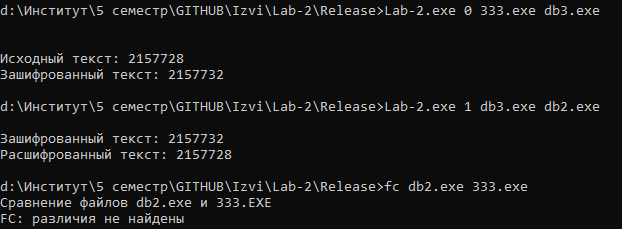 d:\Институт\5 семестр\GITHUB\Izvi\Lab-2\Release>Lab-2.exe 0 333.exe db3.exe
Исходный текст: 2157728
Зашифрованный текст: 2157732
d:\Институт\5 семестр\GITHUB\Izvi\Lab-2\Release>Lab-2.exe 1 db3.exe db2.exe
Зашифрованный текст: 2157732
Расшифрованный текст: 2157728
d:\Институт\5 семестр\GITHUB\Izvi\Lab-2\Release>fc db2.exe 333.exe
Сравнение файлов db2.exe и 333.EXE
FC: различия не найдены